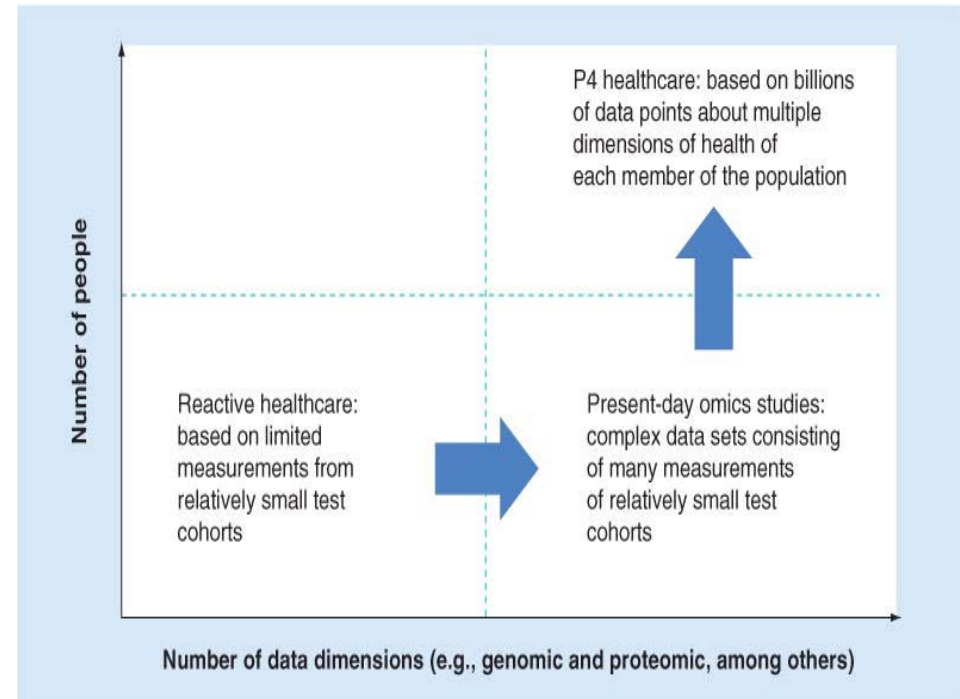 P4 healthcare: based on billions
of data points about multiple
dimensions of health of
each member of the population
Number of people
Reactive healthcare:
based on limited
measurements from
relatively small test
cohorts
Present-day omics studies:
complex data sets consisting
of many measurements
of relatively small test
cohorts
Number of data dimensions (e.g., genomic and proteomic, among others)